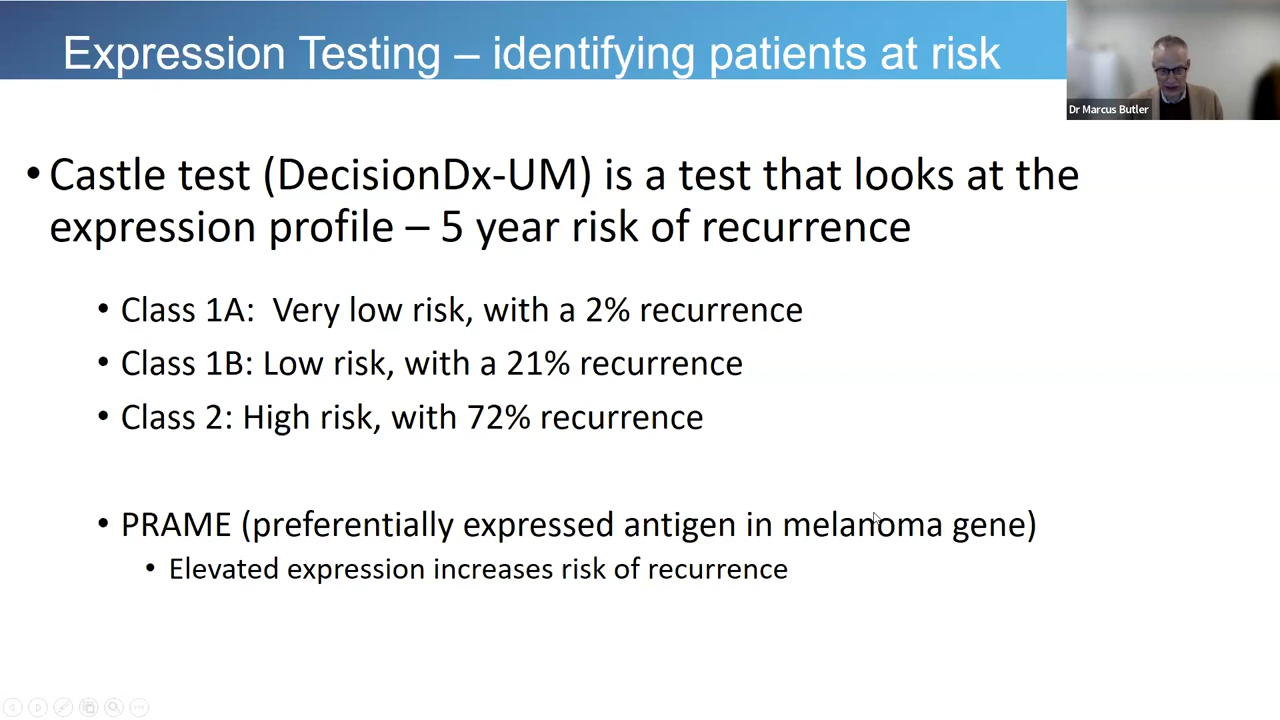 Expression Testing – identifying patients at risk
Dr Marcus Butler
• Castle test (DecisionDx-UM) is a test that looks at the
expression profile – 5 year risk of recurrence
• Class 1A:  Very low risk, with a 2% recurrence
• Class 1B: Low risk, with a 21% recurrence
• Class 2: High risk, with 72% recurrence
• PRAME (preferentially expressed antigen in melanoma gene)
• Elevated expression increases risk of recurrence